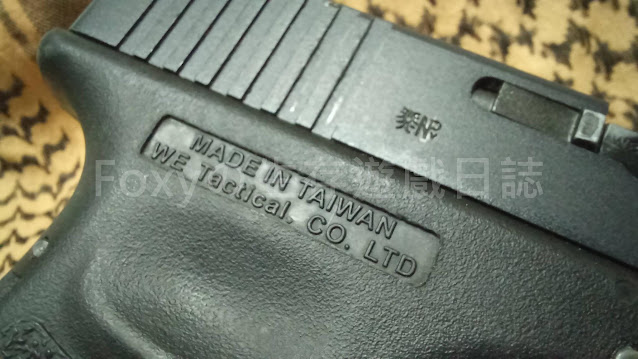 MADE IN TAIWAN
WE Tactical. CO. LTD
Foxy
遊戲日誌